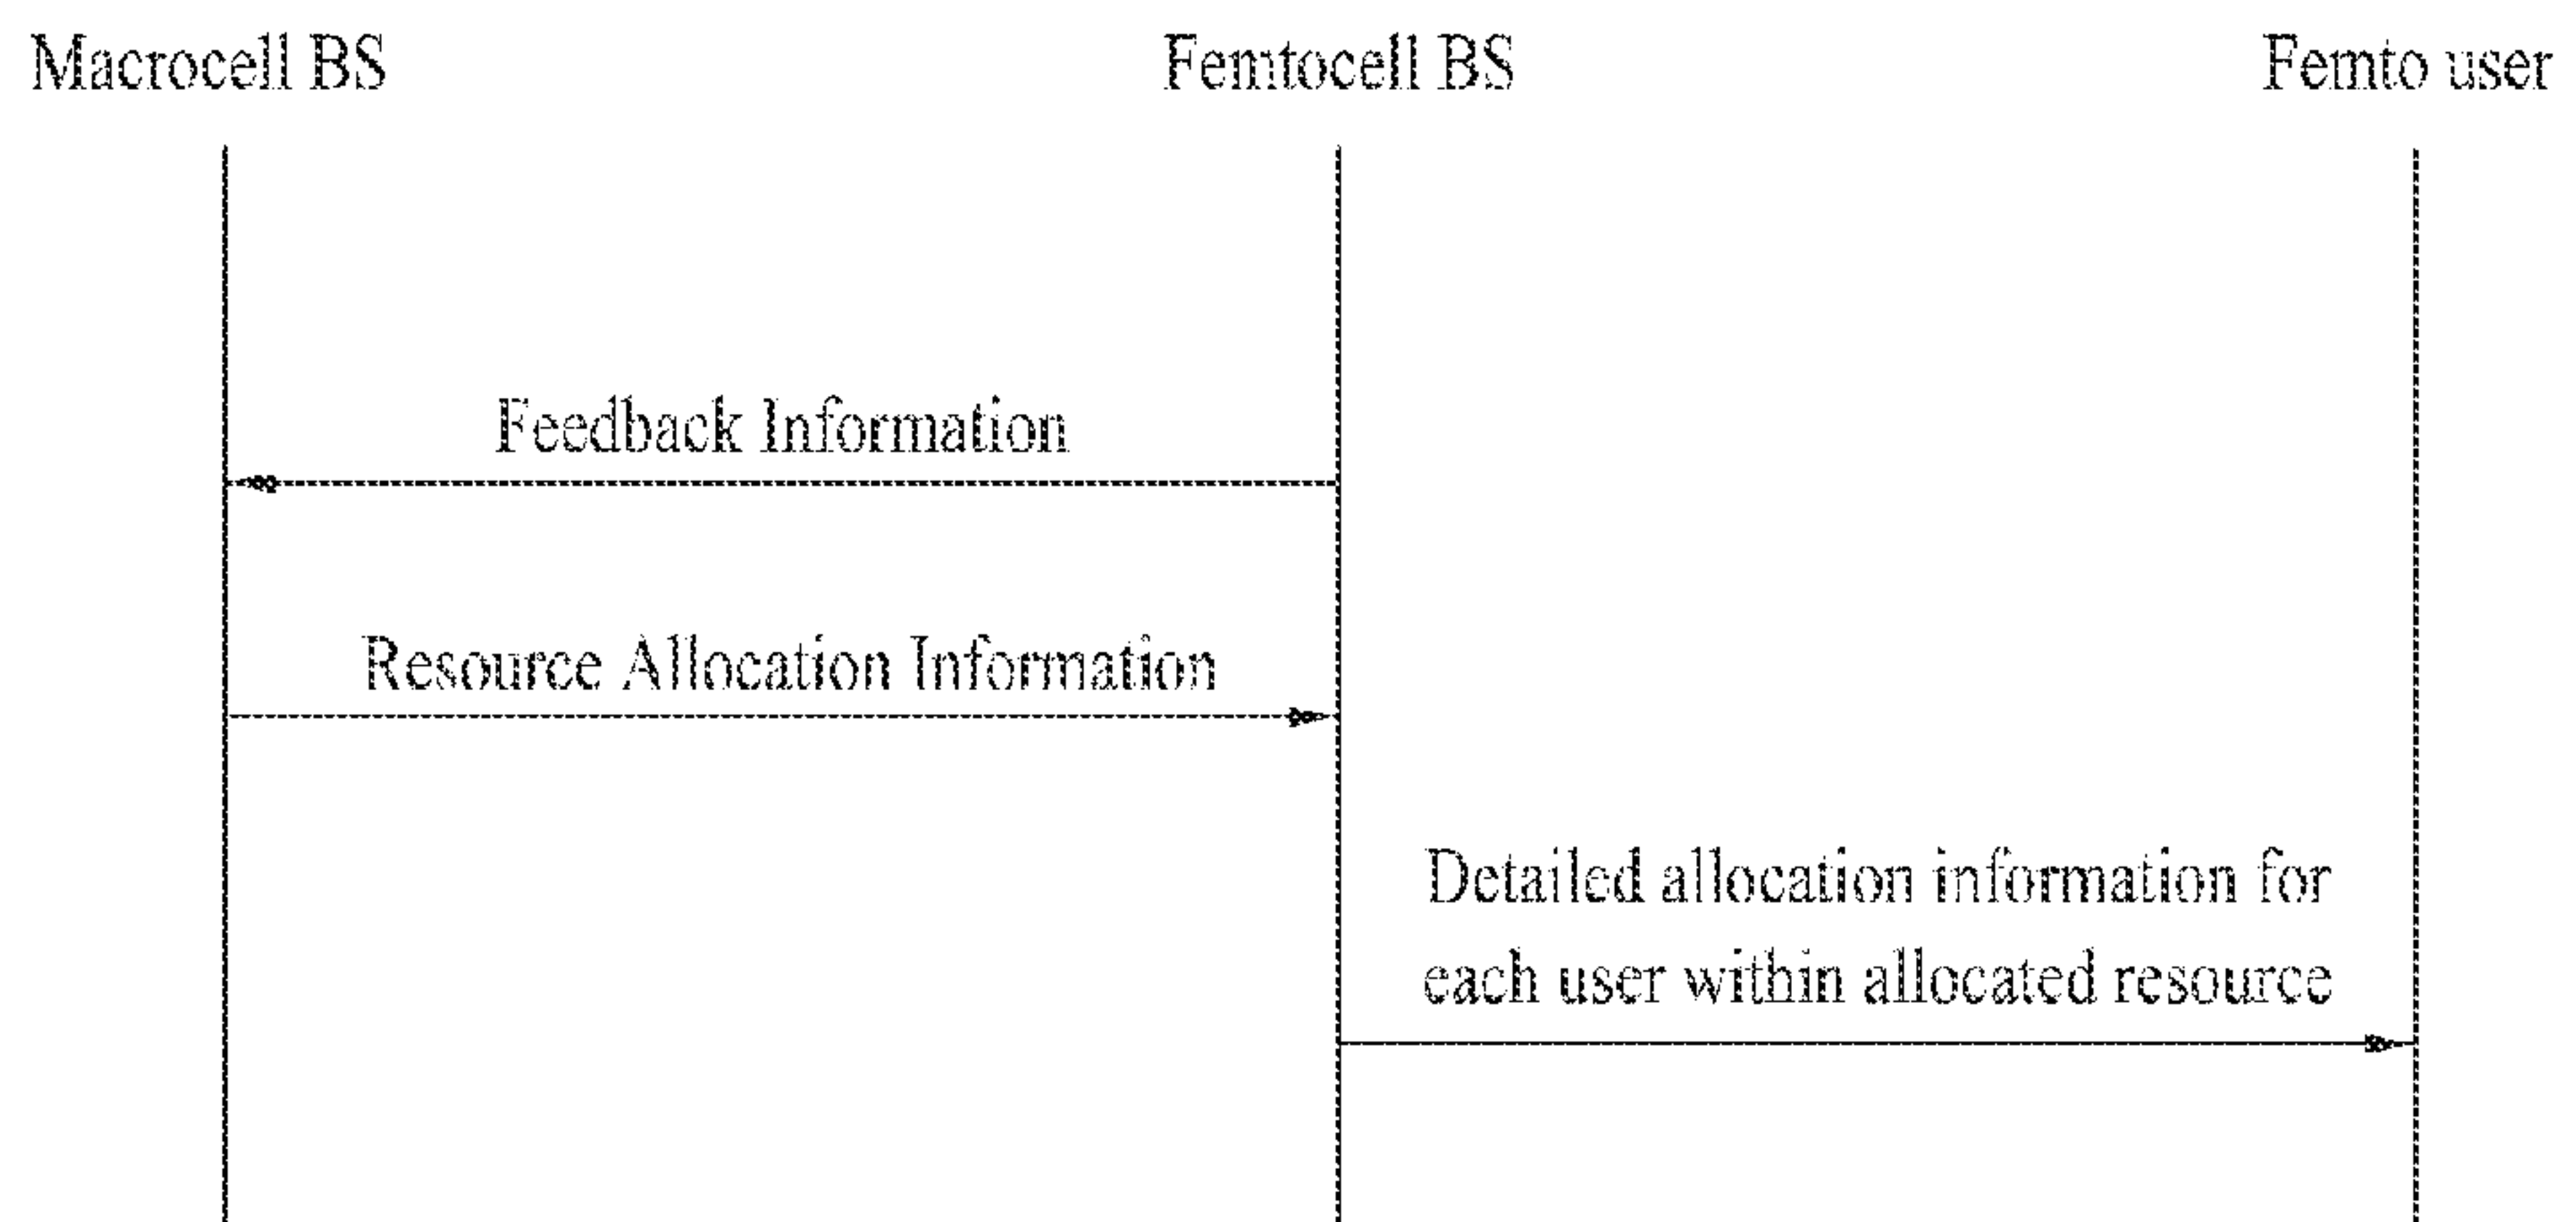 Macrocell BS
Femtocell BS
Femto user
Feedback Information
Resource Allocation Information
Detailed allocation information for
each user within allocated resource